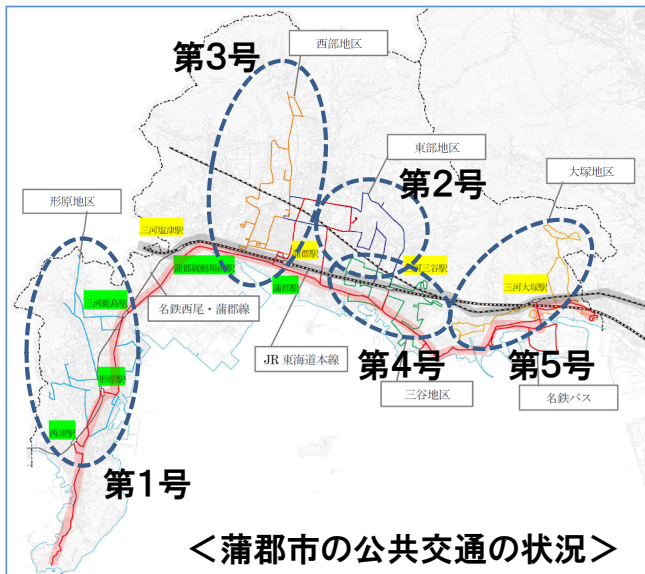 西部地区
第3号
東部地区
第2号
大塚地区
形原地区
三河塩津駅
蒲郡駅
三河三谷駅
蒲郡競艇場前駅
三河鹿島駅
蒲郡駅
三河大塚駅
名鉄西尾・蒲郡線
JR東海道本線
第4号
第5号
形原駅
三谷地区
名鉄バス
西浦駅
第1号
＜蒲郡市の公共交通の状況＞